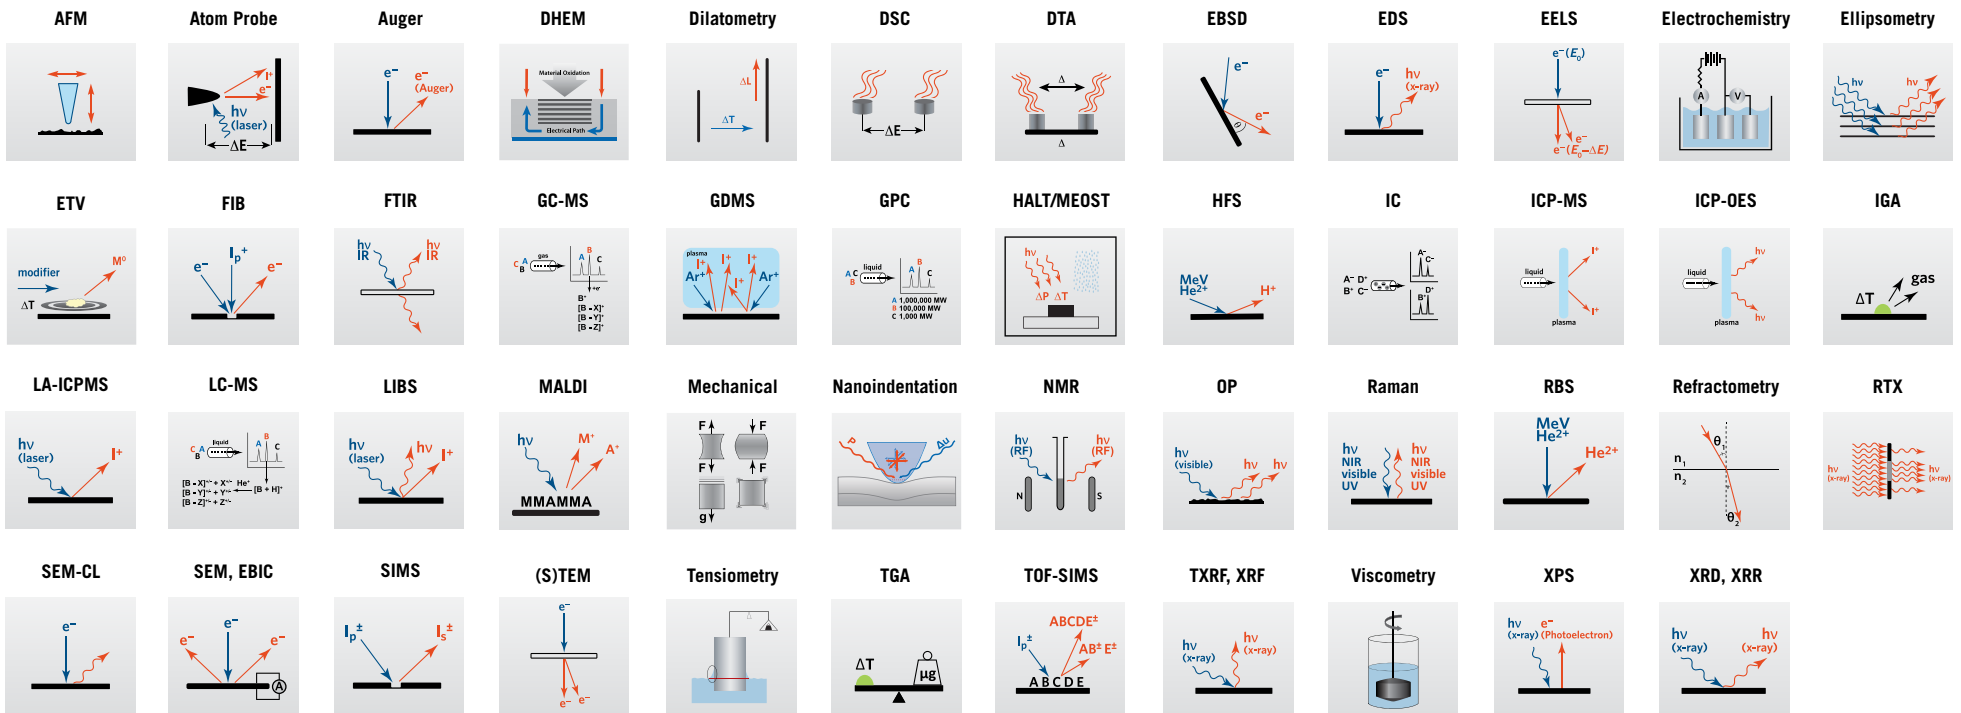 AFM
Atom Probe
Auger
DHEM
Dilatometry
DSC
DTA
EBSD
EDS
EELS
Electrochemistry
Ellipsometry
I⁺
e⁻
hν
(laser)
ΔE
e⁻
e⁻
(Auger)
Material Oxidation
Electrical Path
ΔL
ΔT
ΔE
Δ
Δ
e⁻
θ
e⁻
e⁻
hν
(x-ray)
e⁻(E₀)
e⁻
e⁻(E₀–ΔE)
A
V
hν
hν
ETV
FIB
FTIR
GC-MS
GDMS
GPC
HALT/MEOST
HFS
IC
ICP-MS
ICP-OES
IGA
modifier
ΔT
M⁰
e⁻
Iₚ⁺
e⁻
hν
IR
hν
IR
C A
B
gas
A
B
C
+e⁻
B⁺
[B - X]⁺
[B - Y]⁺
[B - Z]⁺
plasma
I⁺ I⁺ I⁺
Ar⁺ I⁺ Ar⁺
A C
B
liquid
A
B
C
A 1,000,000 MW
B 100,000 MW
C 1,000 MW
hν
ΔP ΔT
MeV
He²⁺
H⁺
A⁻ D⁺
B⁺ C⁻
A⁻
C⁻
D⁺
B⁺
liquid
plasma
I⁺
I⁺
liquid
plasma
hν
hν
ΔT
gas
LA-ICPMS
LC-MS
LIBS
MALDI
Mechanical
Nanoindentation
NMR
OP
Raman
RBS
Refractometry
RTX
hν
(laser)
I⁺
C A
B
liquid
A
B
C
[B - X]⁺/⁻ + X⁺/⁻ He⁺
[B - Y]⁺/⁻ + Y⁺/⁻ [B + H]⁺
[B - Z]⁺/⁻ + Z⁺/⁻
hν
(laser)
hν
I⁺
hν
M⁺
A⁺
MMAMMA
F
F
F
F
g
P
Δu
hν
(RF)
hν
(RF)
N
S
hν
(visible)
hν
hν
hν
NIR
visible
UV
hν
NIR
visible
UV
MeV
He²⁺
He²⁺
θ
n₁
n₂
θ₂
hν
(x-ray)
hν
(x-ray)
SEM-CL
SEM, EBIC
SIMS
(S)TEM
Tensiometry
TGA
TOF-SIMS
TXRF, XRF
Viscometry
XPS
XRD, XRR
e⁻
e⁻
e⁻
e⁻
A
Iₚ±
Iₛ±
e⁻
e⁻
e⁻
ΔT
µg
ABCDE±
Iₚ±
AB± E±
A B C D E
hν
(x-ray)
hν
(x-ray)
hν
(x-ray)
e⁻
(Photoelectron)
hν
(x-ray)
hν
(x-ray)